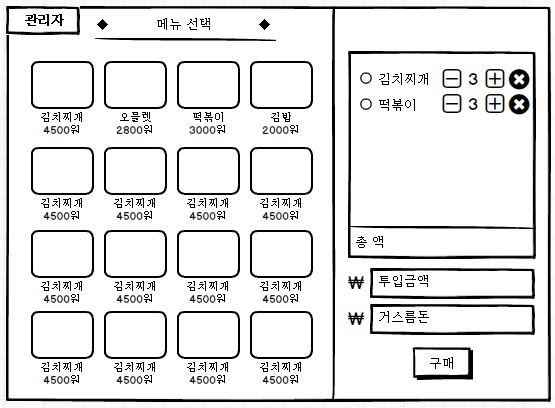 관리자
메뉴 선택
김치찌개 오믈렛 떡볶이 김밥
4500원 2800원 3000원 2000원
김치찌개 김치찌개 김치찌개 김치찌개
4500원 4500원 4500원 4500원
김치찌개 김치찌개 김치찌개 김치찌개
4500원 4500원 4500원 4500원
김치찌개 김치찌개 김치찌개 김치찌개
4500원 4500원 4500원 4500원
김치찌개 3
떡볶이 3
총 액
₩ 투입금액
₩ 거스름돈
구매